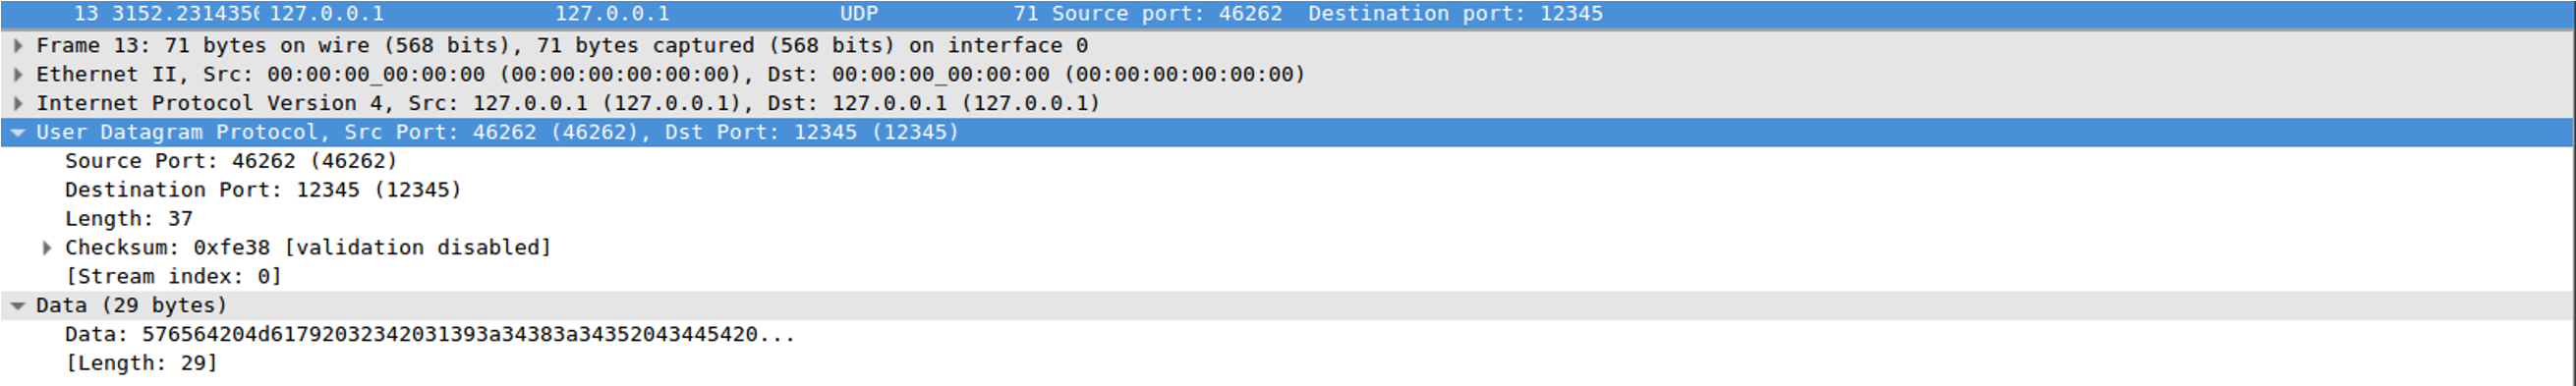 13 3152.231435( 127.0.0.1 127.0.0.1 UDP 71 Source port: 46262 Destination port: 12345
Frame 13: 71 bytes on wire (568 bits), 71 bytes captured (568 bits) on interface 0
Ethernet II, Src: 00:00:00_00:00:00 (00:00:00:00:00:00), Dst: 00:00:00_00:00:00 (00:00:00:00:00:00)
Internet Protocol Version 4, Src: 127.0.0.1 (127.0.0.1), Dst: 127.0.0.1 (127.0.0.1)
User Datagram Protocol, Src Port: 46262 (46262), Dst Port: 12345 (12345)
Source Port: 46262 (46262)
Destination Port: 12345 (12345)
Length: 37
Checksum: 0xfe38 [validation disabled]
[Stream index: 0]
Data (29 bytes)
Data: 576564204d61792032342031393a34383a34352043445420...
[Length: 29]